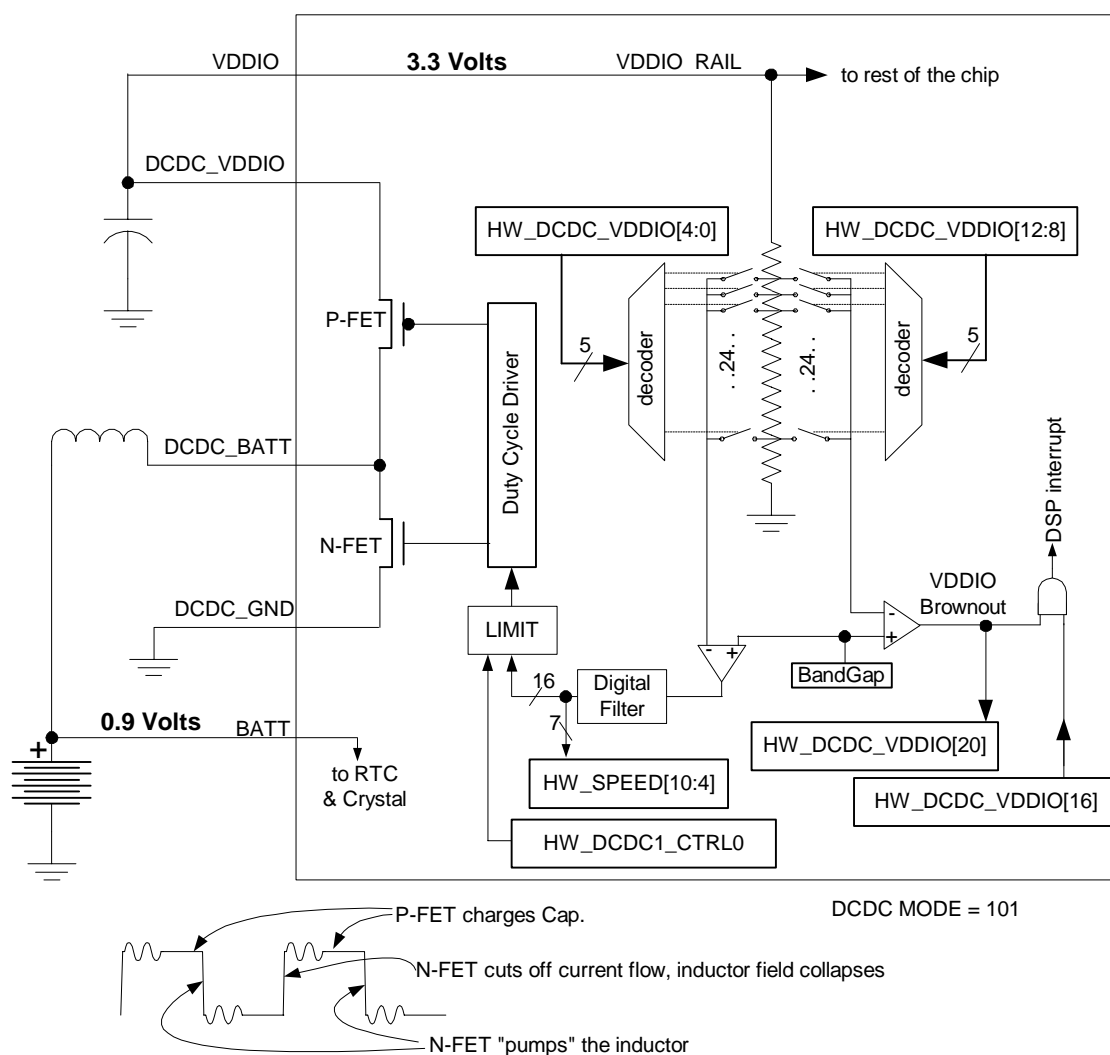 VDDIO
3.3 Volts
VDDIO_RAIL
to rest of the chip
DCDC_VDDIO
HW_DCDC_VDDIO[4:0]
HW_DCDC_VDDIO[12:8]
P-FET
5
decoder
. .24. .
. .24. .
decoder
5
Duty Cycle Driver
DCDC_BATT
N-FET
DSP interrupt
VDDIO
Brownout
DCDC_GND
LIMIT
- +
-
+
BandGap
16
Digital
Filter
7
0.9 Volts
BATT
+
to RTC
& Crystal
HW_SPEED[10:4]
HW_DCDC_VDDIO[20]
HW_DCDC_VDDIO[16]
HW_DCDC1_CTRL0
P-FET charges Cap.
DCDC MODE = 101
N-FET cuts off current flow, inductor field collapses
N-FET "pumps" the inductor